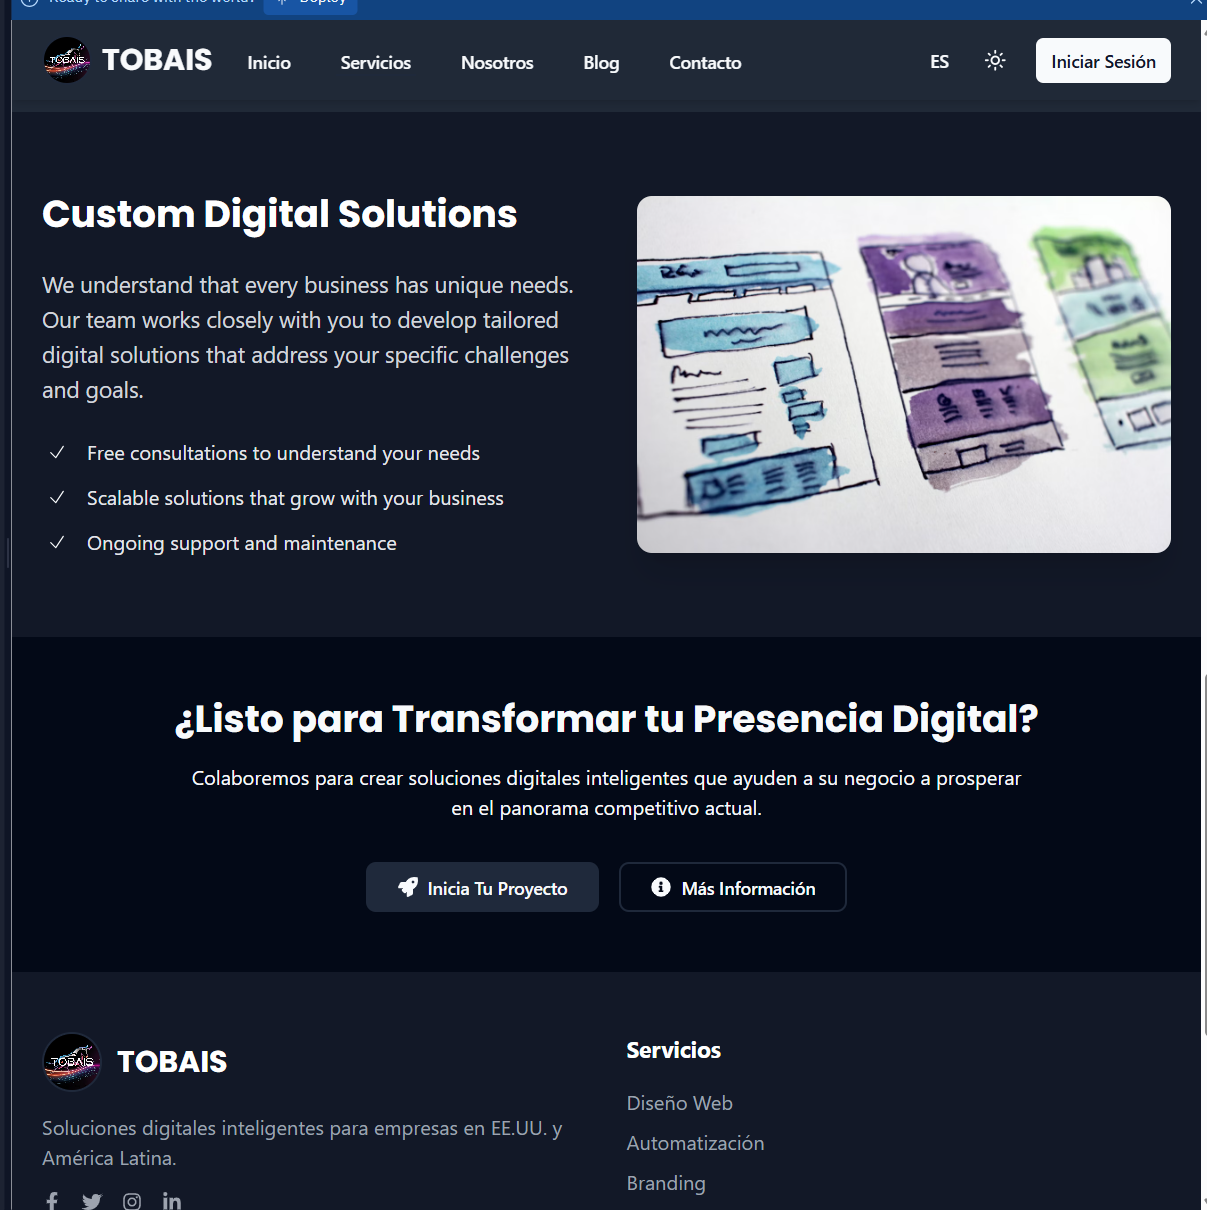 Ready to share with the world?
Deploy
TOBAIS
TOBAIS
Inicio
Servicios
Nosotros
Blog
Contacto
ES
Iniciar Sesión
Custom Digital Solutions
We understand that every business has unique needs.
Our team works closely with you to develop tailored
digital solutions that address your specific challenges
and goals.
Free consultations to understand your needs
Scalable solutions that grow with your business
Ongoing support and maintenance
¿Listo para Transformar tu Presencia Digital?
Colaboremos para crear soluciones digitales inteligentes que ayuden a su negocio a prosperar
en el panorama competitivo actual.
Inicia Tu Proyecto
Más Información
TOBAIS
TOBAIS
Soluciones digitales inteligentes para empresas en EE.UU. y
América Latina.
Servicios
Diseño Web
Automatización
Branding